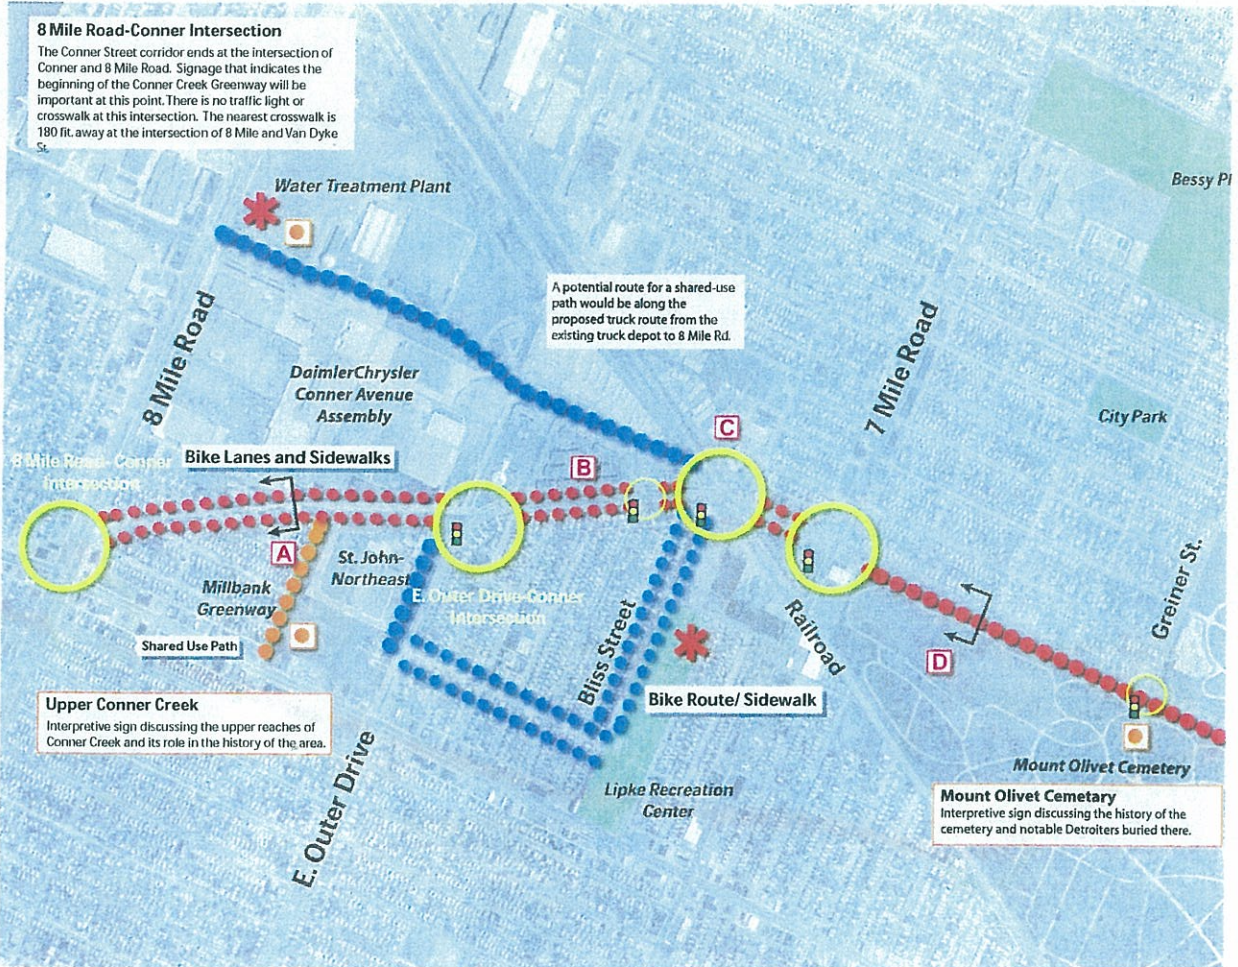 8 Mile Road-Conner Intersection
The Conner Street corridor ends at the intersection of
Conner and 8 Mile Road. Signage that indicates the
beginning of the Conner Creek Greenway will be
important at this point. There is no traffic light or
crosswalk at this intersection. The nearest crosswalk is
180 fit. away at the intersection of 8 Mile and Van Dyke
St.
Water Treatment Plant
Bessy Pl
A potential route for a shared-use
path would be along the
proposed truck route from the
existing truck depot to 8 Mile Rd.
8 Mile Road
7 Mile Road
DaimlerChrysler
Conner Avenue
Assembly
City Park
C
8 Mile Road- Conner
Intersection
Bike Lanes and Sidewalks
B
A
St. John-
Northeast
Millbank
Greenway
E. Outer Drive-Conner
Intersection
Shared Use Path
Bliss Street
Railroad
Greiner St.
D
Bike Route/ Sidewalk
Upper Conner Creek
Interpretive sign discussing the upper reaches of
Conner Creek and its role in the history of the area.
E. Outer Drive
Lipke Recreation
Center
Mount Olivet Cemetery
Mount Olivet Cemetary
Interpretive sign discussing the history of the
cemetery and notable Detroiters buried there.